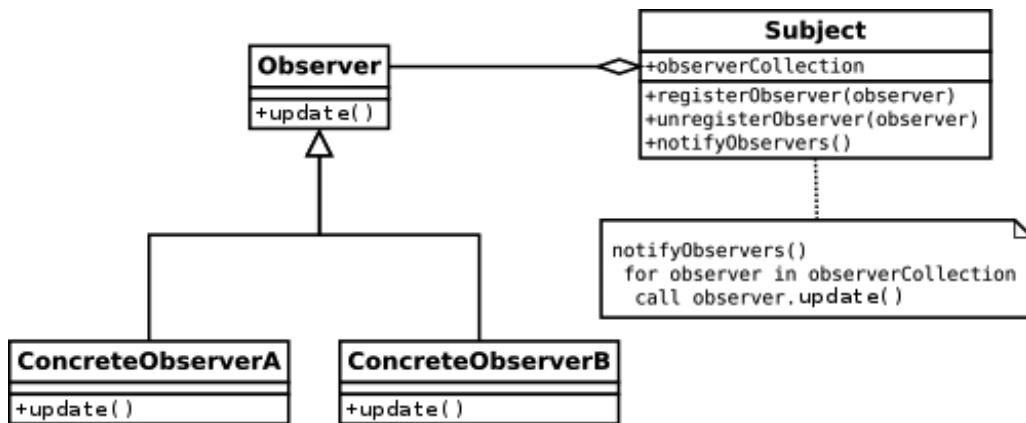 Subject
+observerCollection
+registerObserver(observer)
+unregisterObserver(observer)
+notifyObservers()
Observer
+update()
notifyObservers()
for observer in observerCollection
call observer.update()
ConcreteObserverA
+update()
ConcreteObserverB
+update()